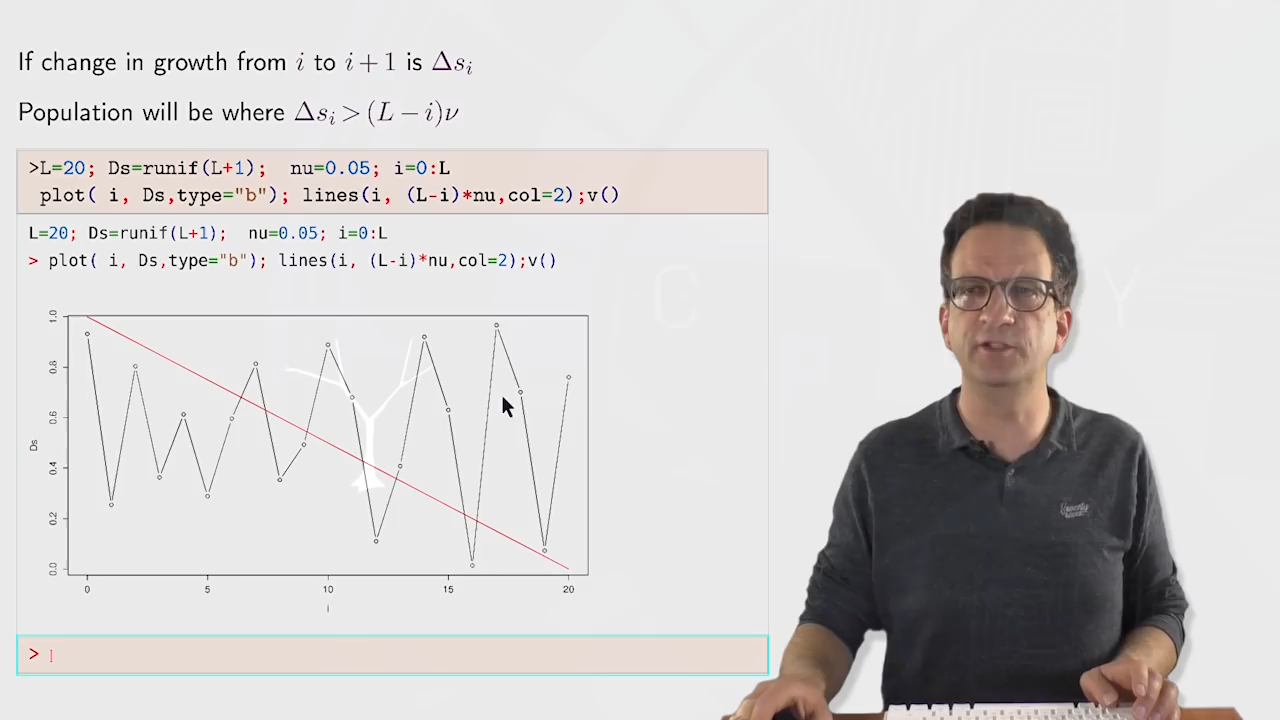 If change in growth from i to i + 1 is Δsᵢ
Population will be where Δsᵢ > (L − i)ν
>L=20; Ds=runif(L+1);  nu=0.05; i=0:L
plot( i, Ds,type="b"); lines(i, (L-i)*nu,col=2);v()
L=20; Ds=runif(L+1);  nu=0.05; i=0:L
> plot( i, Ds,type="b"); lines(i, (L-i)*nu,col=2);v()
1.0
0.8
0.6
0.4
0.2
0.0
Ds
0 5 10 15 20
i
>
C Y